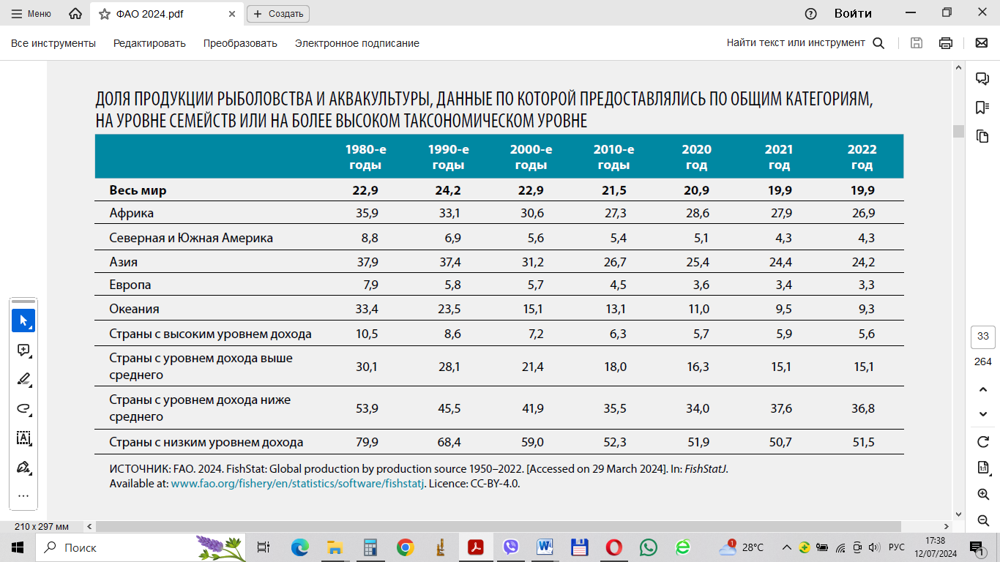 Меню
ФАО 2024.pdf
Создать
Войти
Все инструменты Редактировать Преобразовать Электронное подписание
Найти текст или инструмент
ДОЛЯ ПРОДУКЦИИ РЫБОЛОВСТВА И АКВАКУЛЬТУРЫ, ДАННЫЕ ПО КОТОРОЙ ПРЕДОСТАВЛЯЛИСЬ ПО ОБЩИМ КАТЕГОРИЯМ,
НА УРОВНЕ СЕМЕЙСТВ ИЛИ НА БОЛЕЕ ВЫСОКОМ ТАКСОНОМИЧЕСКОМ УРОВНЕ
1980-е 1990-е 2000-е 2010-е 2020 2021 2022
годы годы годы годы год год год
Весь мир 22,9 24,2 22,9 21,5 20,9 19,9 19,9
Африка 35,9 33,1 30,6 27,3 28,6 27,9 26,9
Северная и Южная Америка 8,8 6,9 5,6 5,4 5,1 4,3 4,3
Азия 37,9 37,4 31,2 26,7 25,4 24,4 24,2
Европа 7,9 5,8 5,7 4,5 3,6 3,4 3,3
Океания 33,4 23,5 15,1 13,1 11,0 9,5 9,3
Страны с высоким уровнем дохода 10,5 8,6 7,2 6,3 5,7 5,9 5,6
Страны с уровнем дохода выше
среднего 30,1 28,1 21,4 18,0 16,3 15,1 15,1
Страны с уровнем дохода ниже
среднего 53,9 45,5 41,9 35,5 34,0 37,6 36,8
Страны с низким уровнем дохода 79,9 68,4 59,0 52,3 51,9 50,7 51,5
ИСТОЧНИК: FAO. 2024. FishStat: Global production by production source 1950–2022. [Accessed on 29 March 2024]. In: FishStatJ.
Available at: www.fao.org/fishery/en/statistics/software/fishstatj. Licence: CC-BY-4.0.
33
264
210 x 297 мм
Поиск
28°C
РУС
17:38
12/07/2024
1